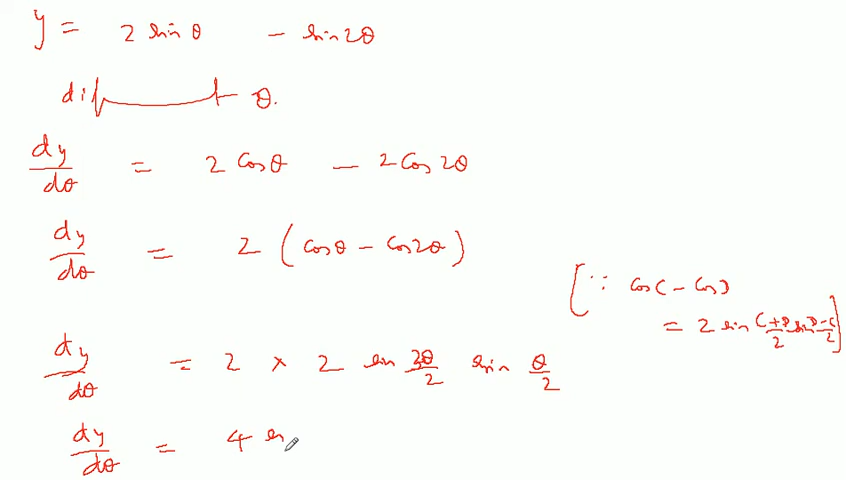 y = 2 sin θ - sin 2θ
dif θ.
dy/dθ = 2 cos θ - 2 cos 2θ
dy/dθ = 2 (cos θ - cos 2θ)
[∵ cos C - cos D
= 2 sin C+D/2 sin D-C/2]
dy/dθ = 2 × 2 sin 3θ/2 sin θ/2
dy/dθ = 4 sin